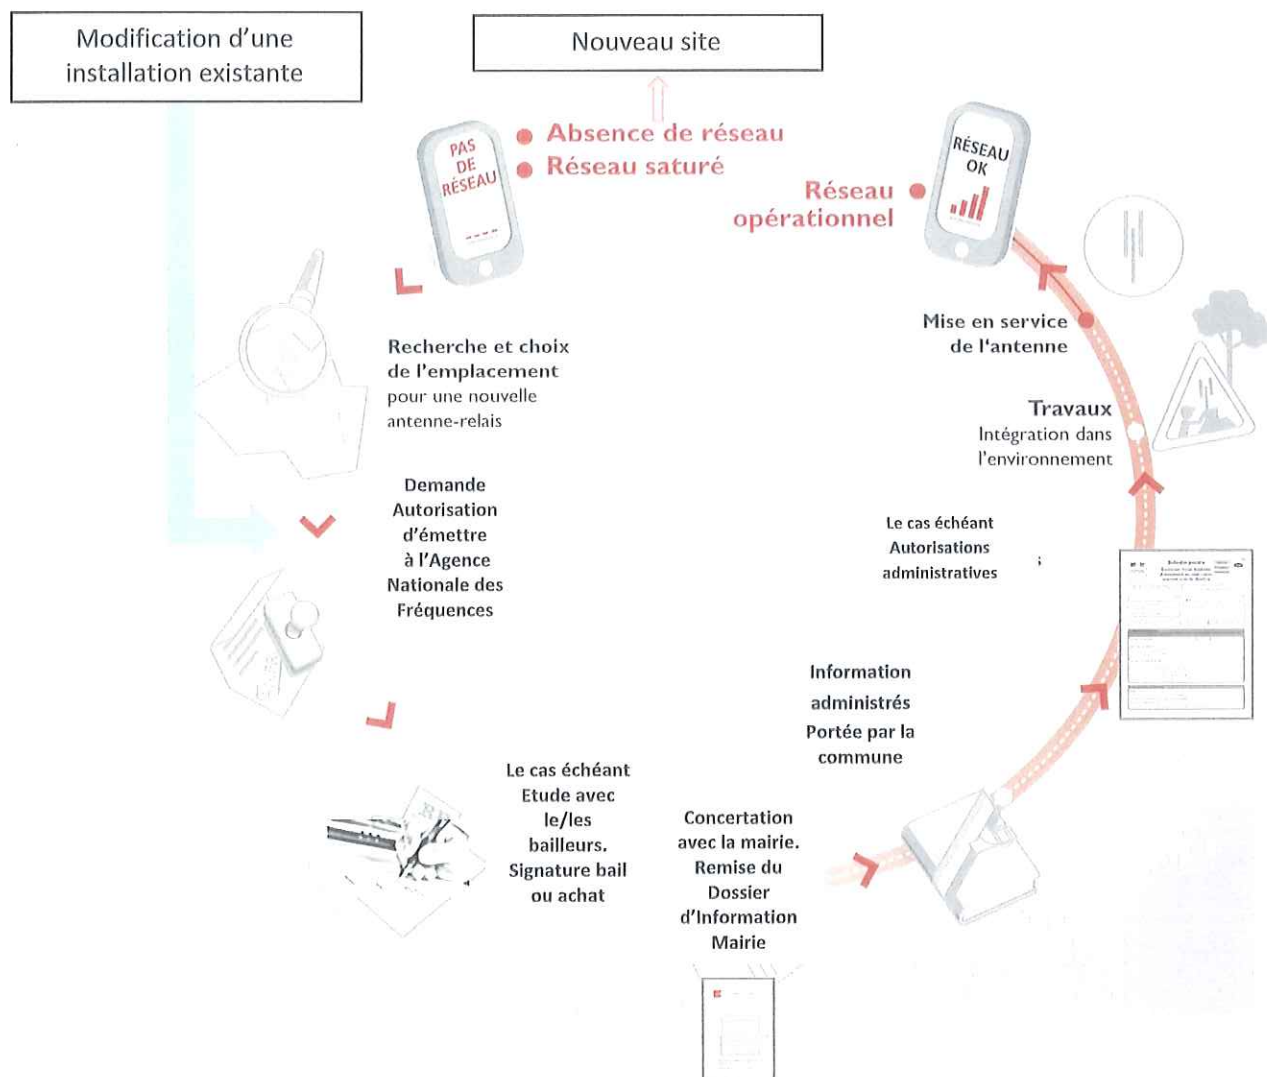 Modification d'une
installation existante
Nouveau site
PAS
DE
RÉSEAU
Absence de réseau
Réseau saturé
RÉSEAU
OK
Réseau
opérationnel
Mise en service
de l'antenne
Recherche et choix
de l'emplacement
pour une nouvelle
antenne-relais
Travaux
Intégration dans
l'environnement
Demande
Autorisation
d'émettre
à l'Agence
Nationale des
Fréquences
Le cas échéant
Autorisations
administratives
;
Information
administrés
Portée par la
commune
Le cas échéant
Etude avec
le/les
bailleurs.
Signature bail
ou achat
Concertation
avec la mairie.
Remise du
Dossier
d'Information
Mairie